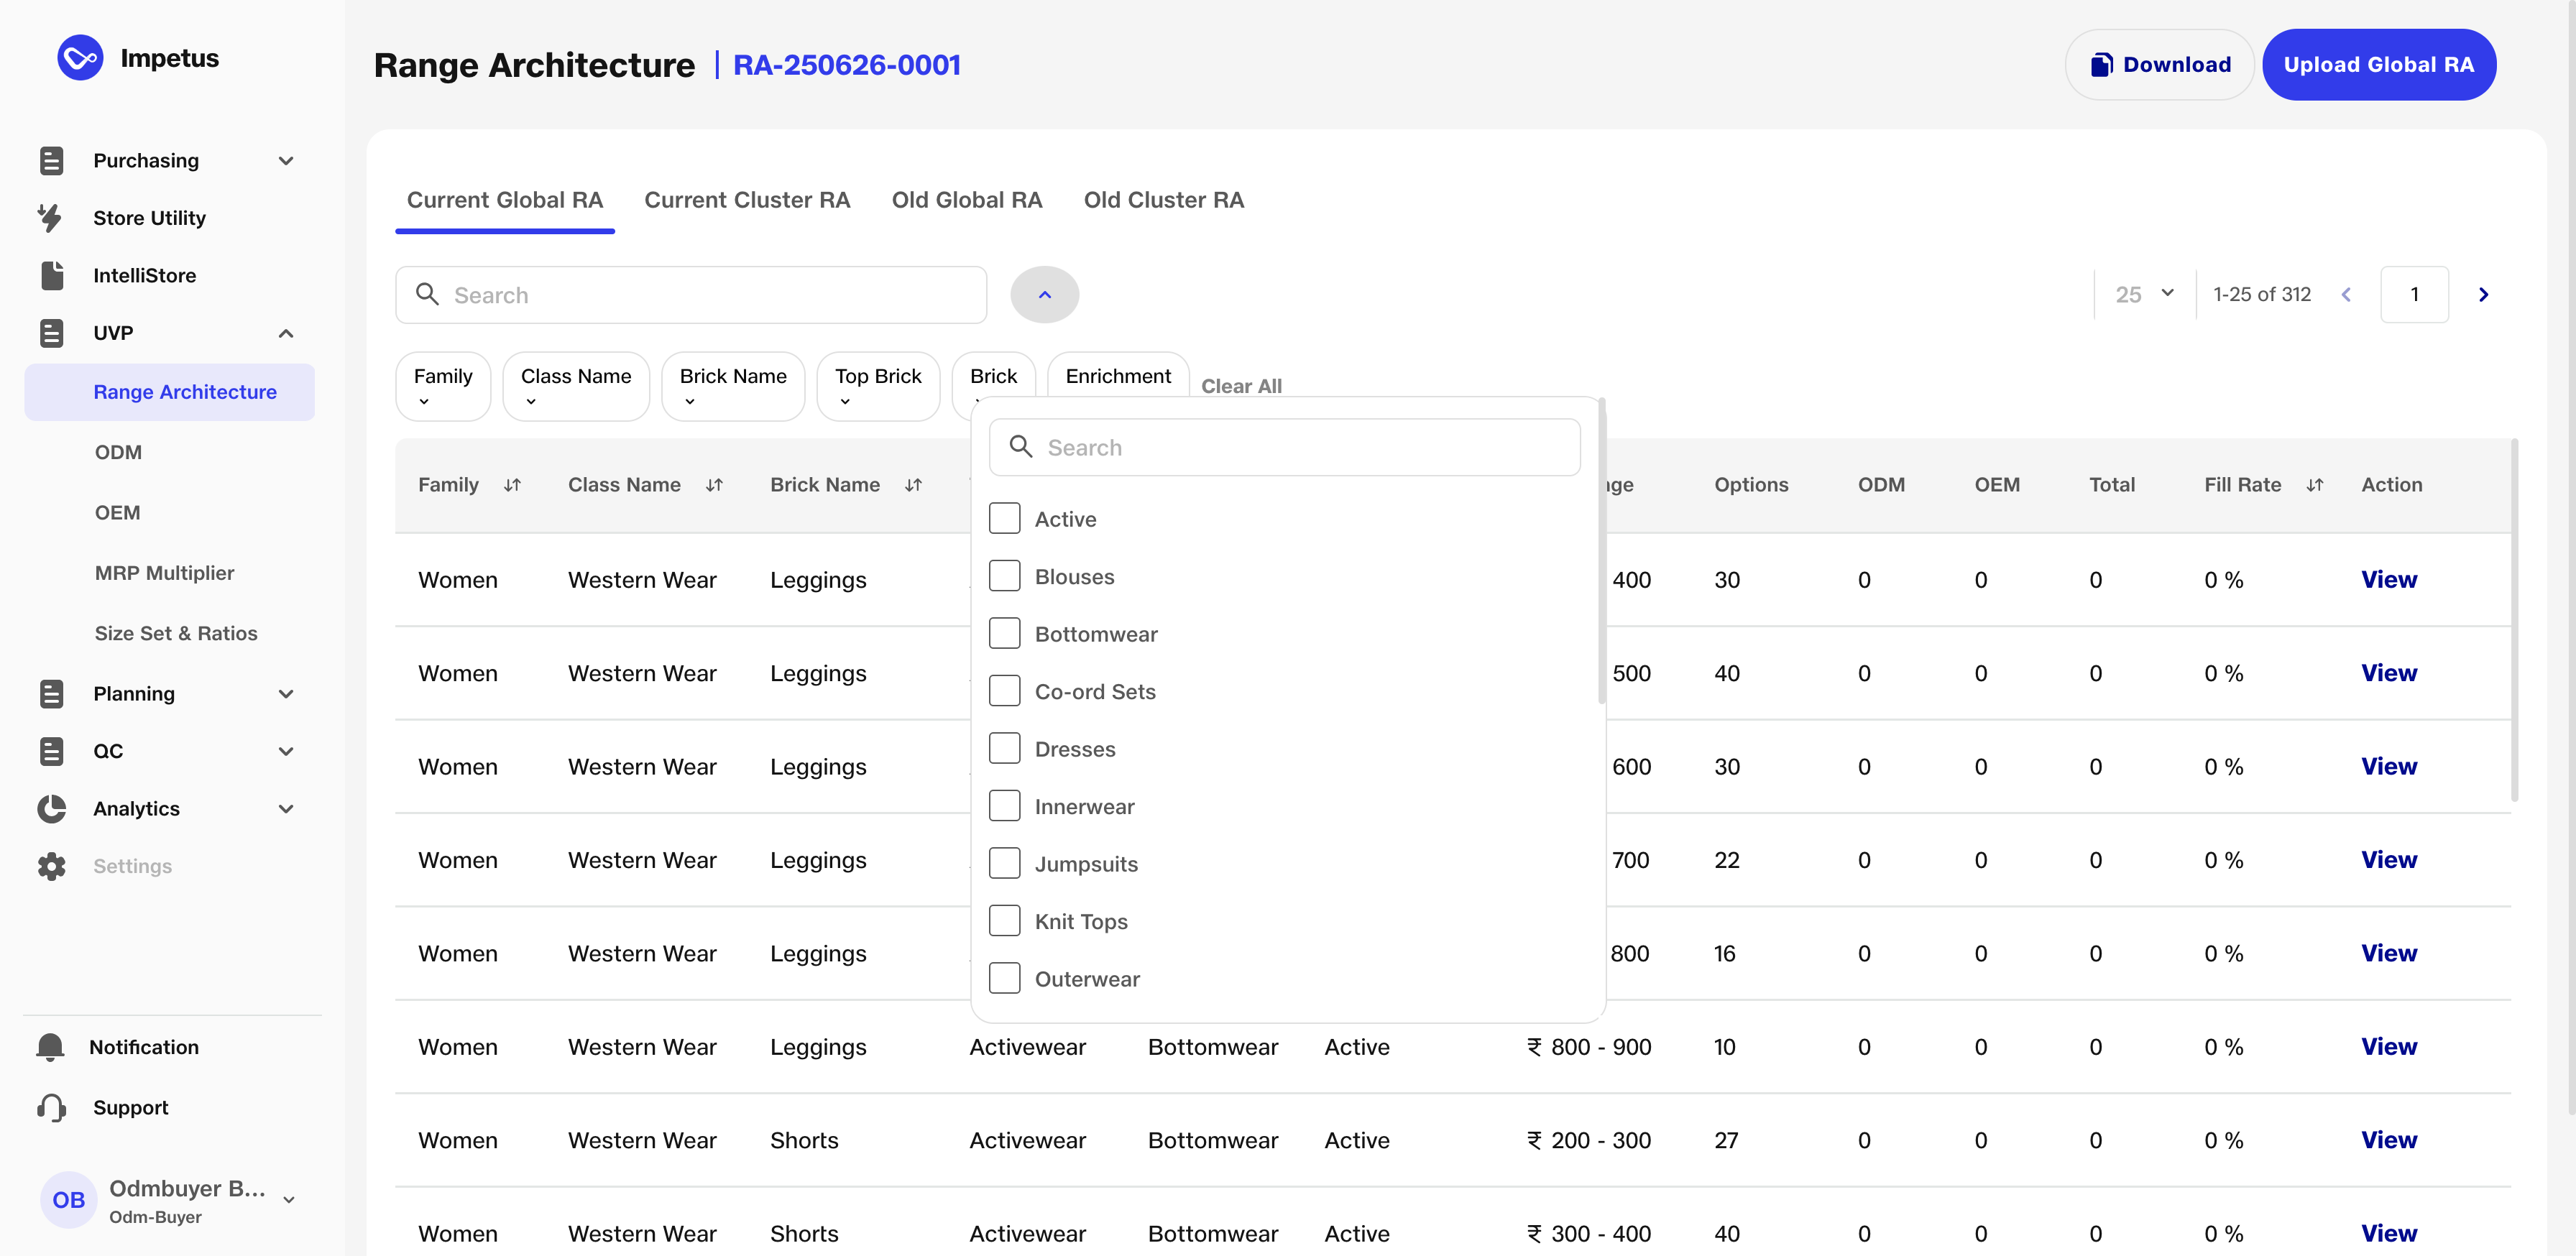 Impetus
Purchasing
Store Utility
IntelliStore
UVP
Range Architecture
ODM
OEM
MRP Multiplier
Size Set & Ratios
Planning
QC
Analytics
Settings
Notification
Support
OB
Odmbuyer B...
Odm-Buyer
Range Architecture | RA-250626-0001
Download
Upload Global RA
Current Global RA Current Cluster RA Old Global RA Old Cluster RA
Search
25 1-25 of 312 1
Family Class Name Brick Name Top Brick Brick Enrichment Clear All
Search
Active
Blouses
Bottomwear
Co-ord Sets
Dresses
Innerwear
Jumpsuits
Knit Tops
Outerwear
Family Class Name Brick Name Options ODM OEM Total Fill Rate Action
Women Western Wear Leggings 400 30 0 0 0 0 % View
Women Western Wear Leggings 500 40 0 0 0 0 % View
Women Western Wear Leggings 600 30 0 0 0 0 % View
Women Western Wear Leggings 700 22 0 0 0 0 % View
Women Western Wear Leggings 800 16 0 0 0 0 % View
Women Western Wear Leggings Activewear Bottomwear Active ₹ 800 - 900 10 0 0 0 0 % View
Women Western Wear Shorts Activewear Bottomwear Active ₹ 200 - 300 27 0 0 0 0 % View
Women Western Wear Shorts Activewear Bottomwear Active ₹ 300 - 400 40 0 0 0 0 % View